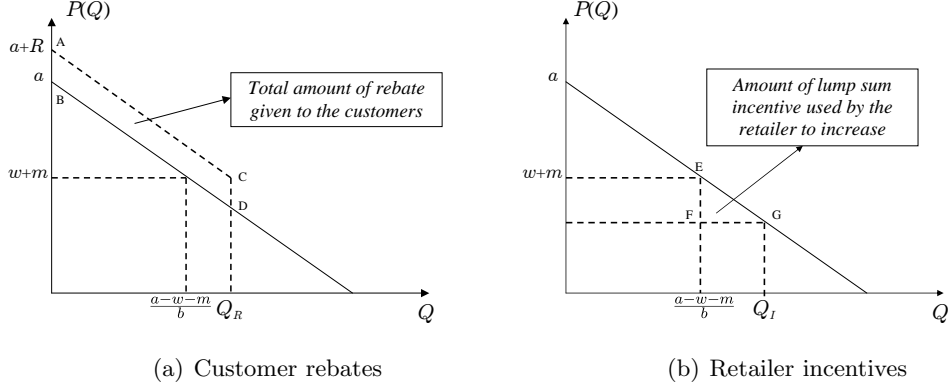 P(Q)
a+R
A
a
B
Total amount of rebate
given to the customers
w+m
C
D
a−w−m
b
Q_R
Q
(a) Customer rebates
P(Q)
a
Amount of lump sum
incentive used by the
retailer to increase
E
w+m
F
G
a−w−m
b
Q_I
Q
(b) Retailer incentives